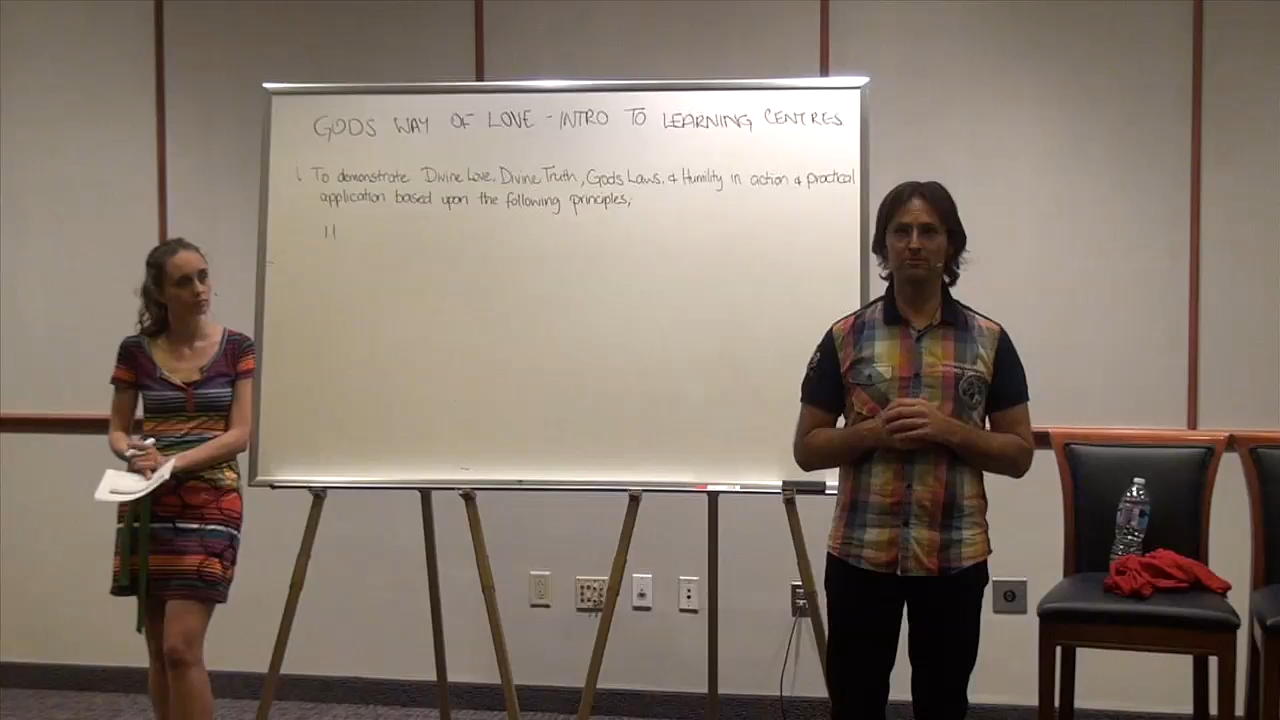 GODS WAY OF LOVE - INTRO TO LEARNING CENTRES
1. To demonstrate Divine Love, Divine Truth, Gods Laws, & Humility in action & practical
application based upon the following principles;